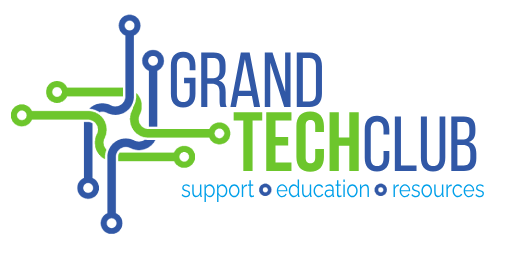 GRAND
TECHCLUB
support education resources